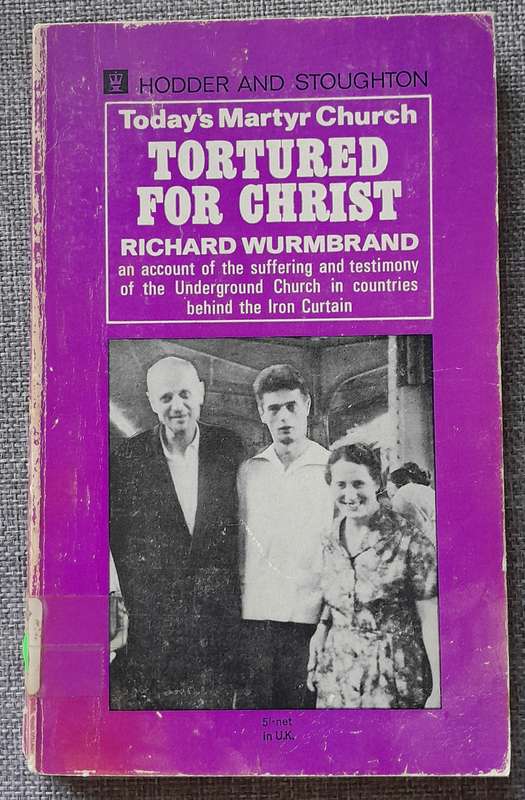 HODDER AND STOUGHTON
Today's Martyr Church
TORTURED
FOR CHRIST
RICHARD WURMBRAND
an account of the suffering and testimony
of the Underground Church in countries
behind the Iron Curtain
5/-net
in U.K.